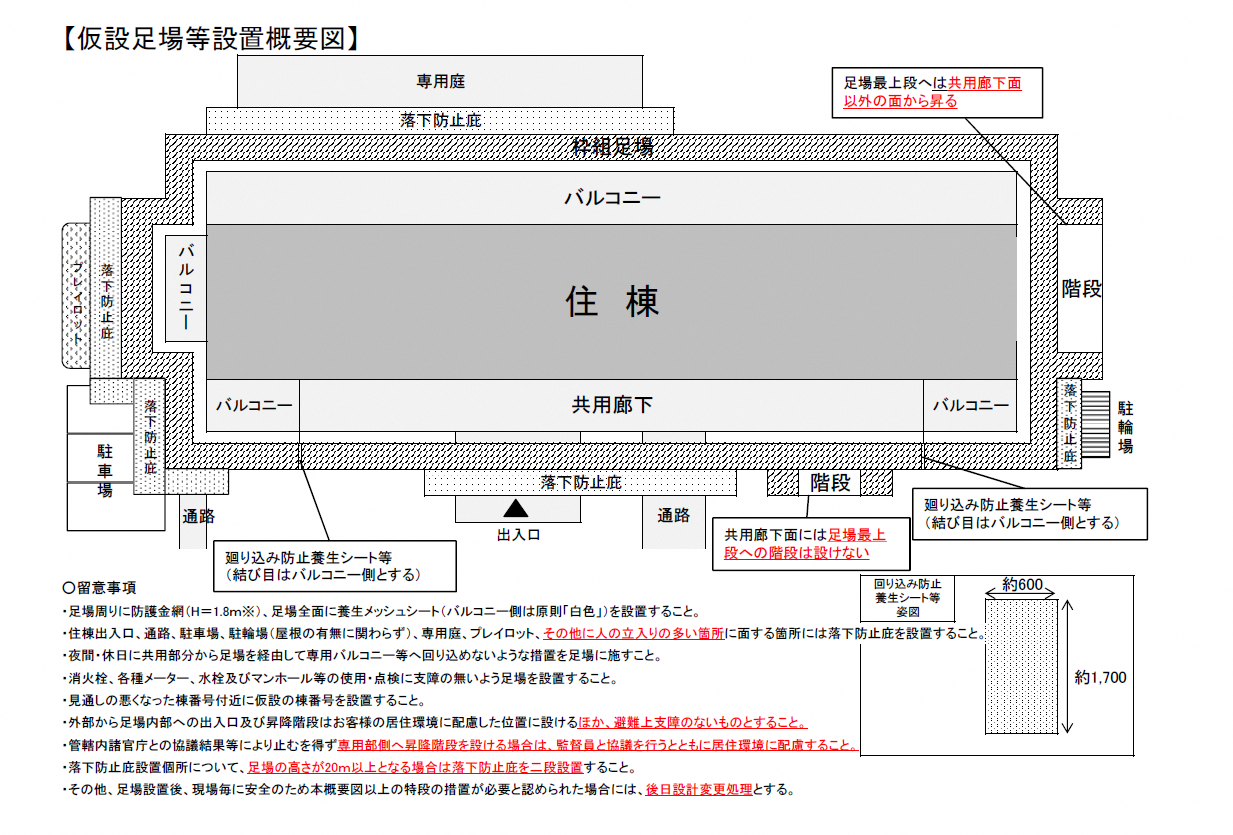 【仮設足場等設置概要図】
専用庭
落下防止庇
枠組足場
足場最上段へは共用廊下面
以外の面から昇る
バルコニー
バルコニー
住 棟
階段
プレイロット
落下防止庇
バルコニー
共用廊下
バルコニー
落下防止庇
駐輪場
落下防止庇
駐車場
落下防止庇
階段
通路
出入口
通路
廻り込み防止養生シート等
(結び目はバルコニー側とする)
共用廊下面には足場最上
段への階段は設けない
廻り込み防止養生シート等
(結び目はバルコニー側とする)
回り込み防止
養生シート等
姿図
約600
約1,700
〇留意事項
・足場周りに防護金網(H=1.8m※)、足場全面に養生メッシュシート(バルコニー側は原則「白色」)を設置すること。
・住棟出入口、通路、駐車場、駐輪場(屋根の有無に関わらず)、専用庭、プレイロット、その他に人の立入りの多い箇所に面する箇所には落下防止庇を設置すること。
・夜間・休日に共用部分から足場を経由して専用バルコニー等へ回り込めないような措置を足場に施すこと。
・消火栓、各種メーター、水栓及びマンホール等の使用・点検に支障の無いよう足場を設置すること。
・見通しの悪くなった棟番号付近に仮設の棟番号を設置すること。
・外部から足場内部への出入口及び昇降階段はお客様の居住環境に配慮した位置に設けるほか、避難上支障のないものとすること。
・管轄内諸官庁との協議結果等により止むを得ず専用部側へ昇降階段を設ける場合は、監督員と協議を行うとともに居住環境に配慮すること。
・落下防止庇設置個所について、足場の高さが20m以上となる場合は落下防止庇を二段設置すること。
・その他、足場設置後、現場毎に安全のため本概要図以上の特段の措置が必要と認められた場合には、後日設計変更処理とする。